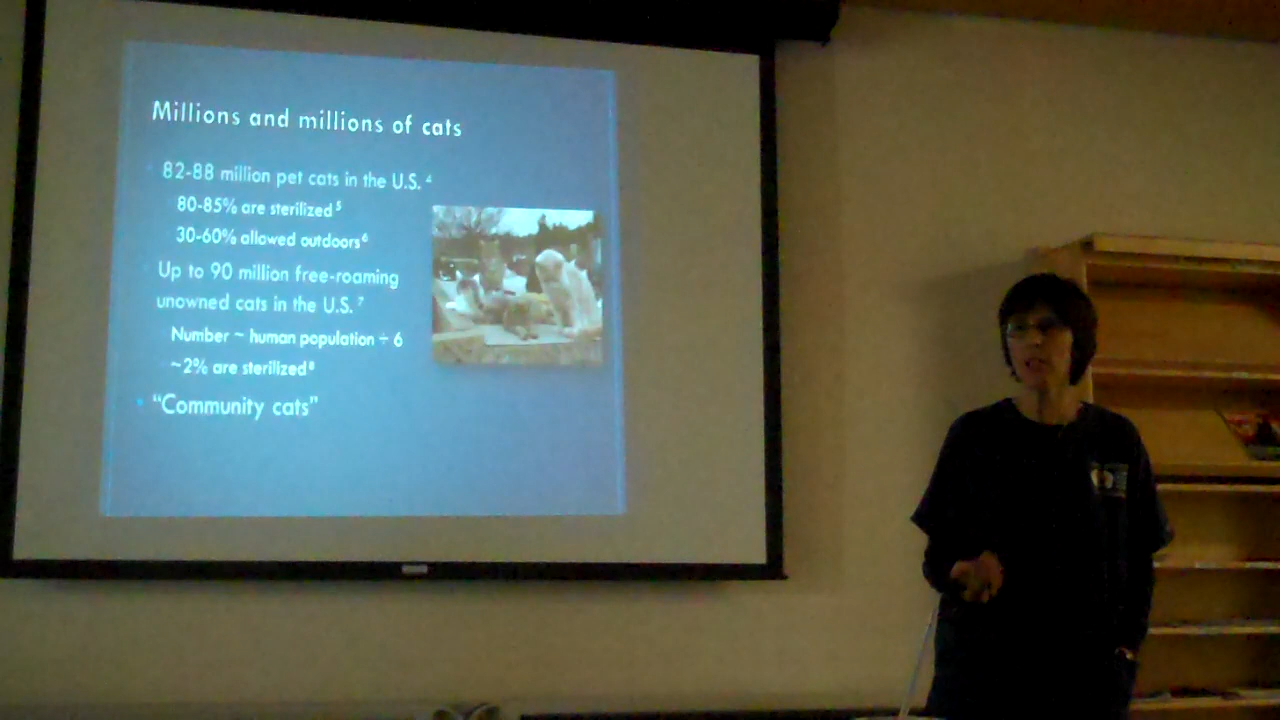 Millions and millions of cats
82-88 million pet cats in the U.S. 4
80-85% are sterilized 5
30-60% allowed outdoors 6
Up to 90 million free-roaming
unowned cats in the U.S. 7
Number ~ human population ÷ 6
~2% are sterilized 8
"Community cats"